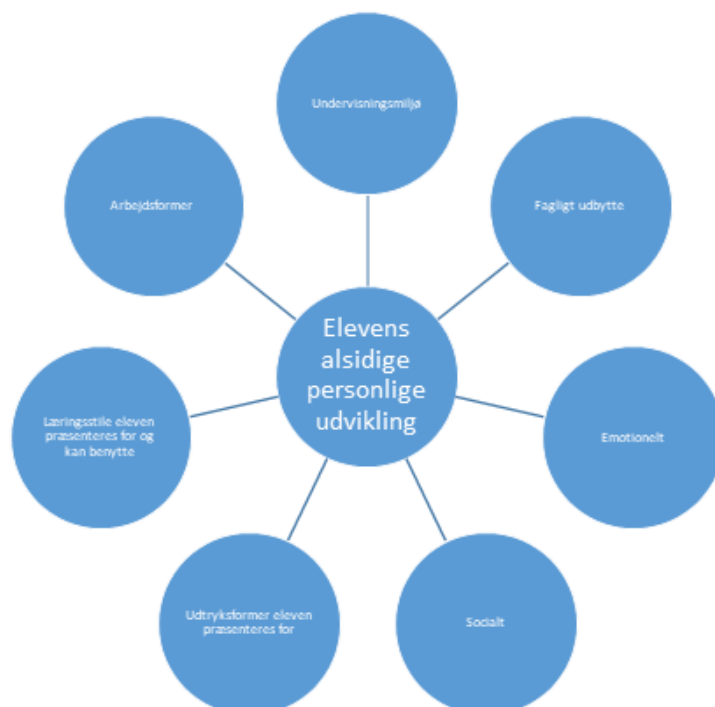 Undervisningsmiljø
Arbejdsformer
Fagligt udbytte
Elevens
alsidige
personlige
udvikling
Læringsstile eleven
præsenteres for og
kan benytte
Emotionelt
Udtryksformer eleven
præsenteres for
Socialt